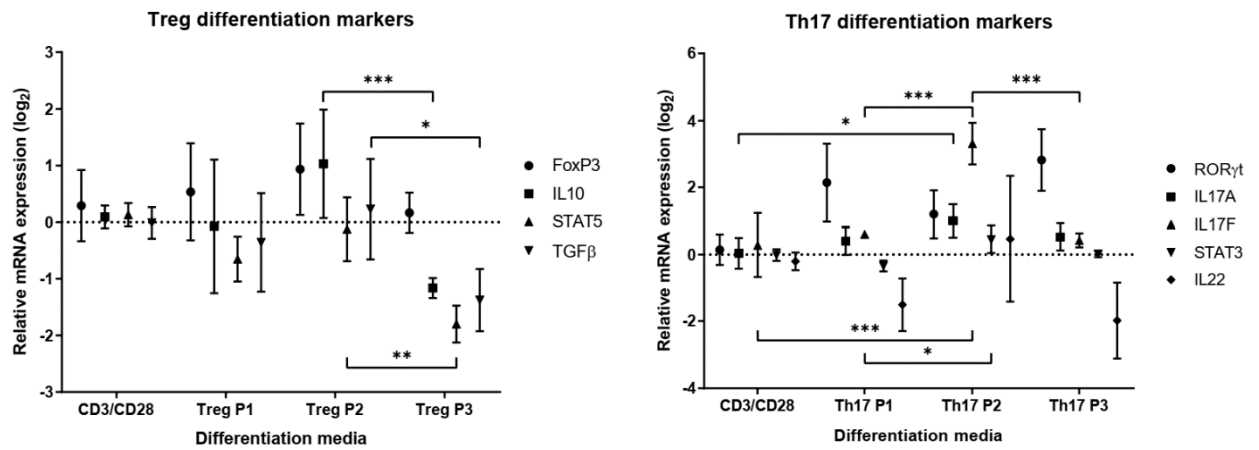 Treg differentiation markers
Relative mRNA expression (log₂)
3
2
1
0
-1
-2
-3
***
*
**
CD3/CD28 Treg P1 Treg P2 Treg P3
Differentiation media
FoxP3
IL10
STAT5
TGFβ
Th17 differentiation markers
Relative mRNA expression (log₂)
6
4
2
0
-2
-4
***
***
*
***
*
CD3/CD28 Th17 P1 Th17 P2 Th17 P3
Differentiation media
RORγt
IL17A
IL17F
STAT3
IL22